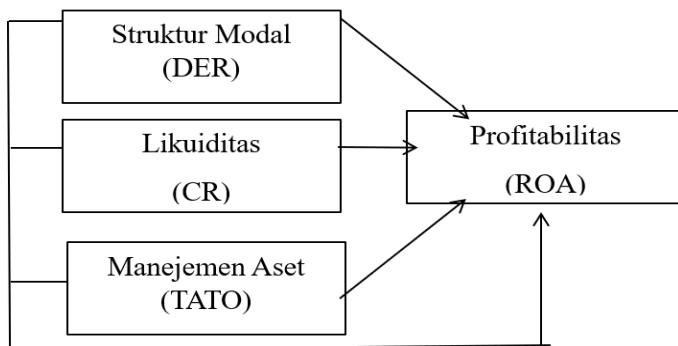 Struktur Modal
(DER)
Likuiditas
(CR)
Manejemen Aset
(TATO)
Profitabilitas
(ROA)